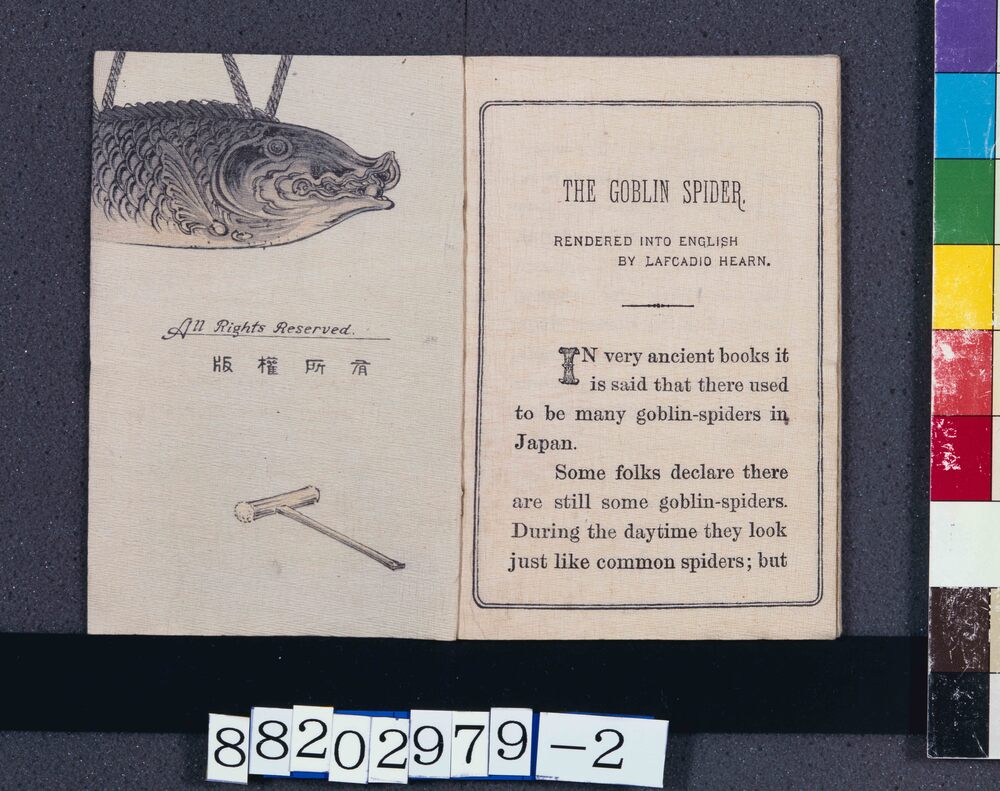 All Rights Reserved.
版權所有
THE GOBLIN SPIDER.
RENDERED INTO ENGLISH
BY LAFCADIO HEARN.
IN very ancient books it
is said that there used
to be many goblin-spiders in
Japan.
Some folks declare there
are still some goblin-spiders.
During the daytime they look
just like common spiders; but
88202979-2